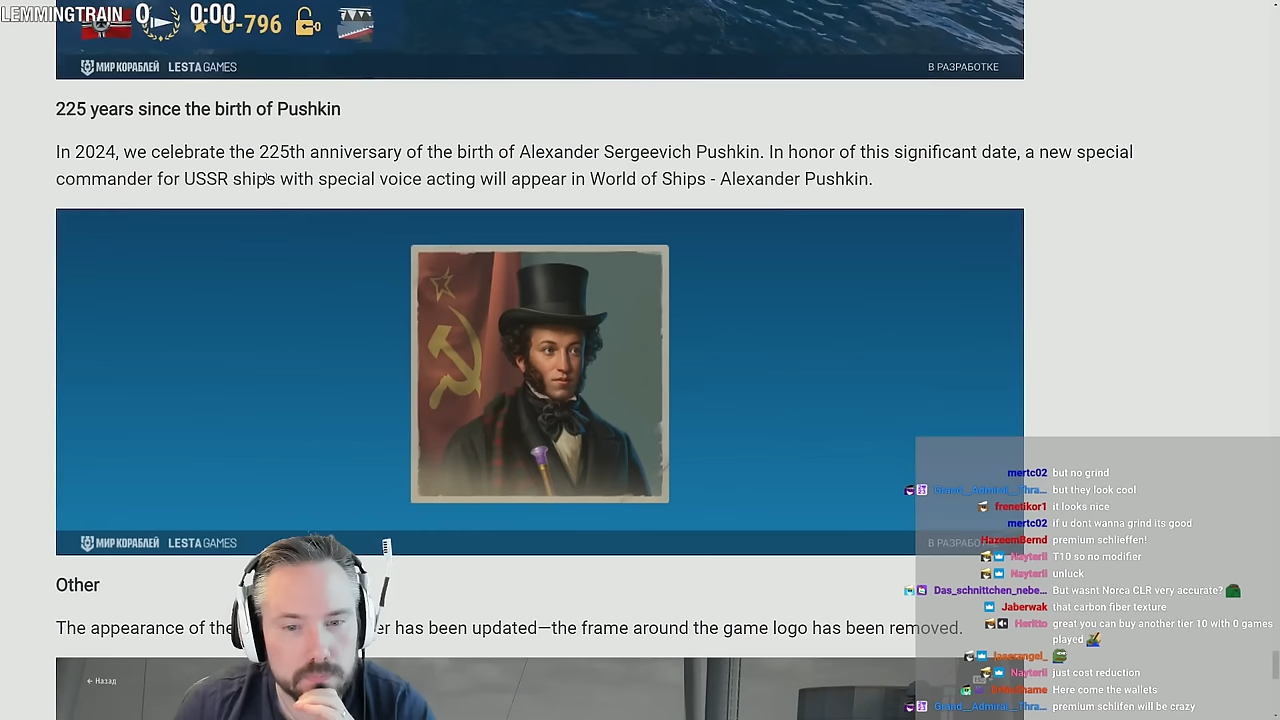 LEMMINGTRAIN 0 0:00
U-796
МИР КОРАБЛЕЙ LESTA GAMES
В РАЗРАБОТКЕ
225 years since the birth of Pushkin
In 2024, we celebrate the 225th anniversary of the birth of Alexander Sergeevich Pushkin. In honor of this significant date, a new special
commander for USSR ships with special voice acting will appear in World of Ships - Alexander Pushkin.
МИР КОРАБЛЕЙ LESTA GAMES
Other
The appearance of the er has been updated—the frame around the game logo has been removed.
← Назад
mertc02 but no grind
Grand_Admiral_Thra... but they look cool
frenetikor1 it looks nice
mertc02 if u dont wanna grind its good
HazeemBernd premium schlieffen!
Nayteril T10 so no modifier
Nayteril unluck
Das_schnittchen_nebe... But wasnt Norca CLR very accurate?
Jaberwak that carbon fiber texture
Heritto great you can buy another tier 10 with 0 games
played
Nayteril just cost reduction
Here come the wallets
Grand_Admiral_Thra... premium schlifen will be crazy